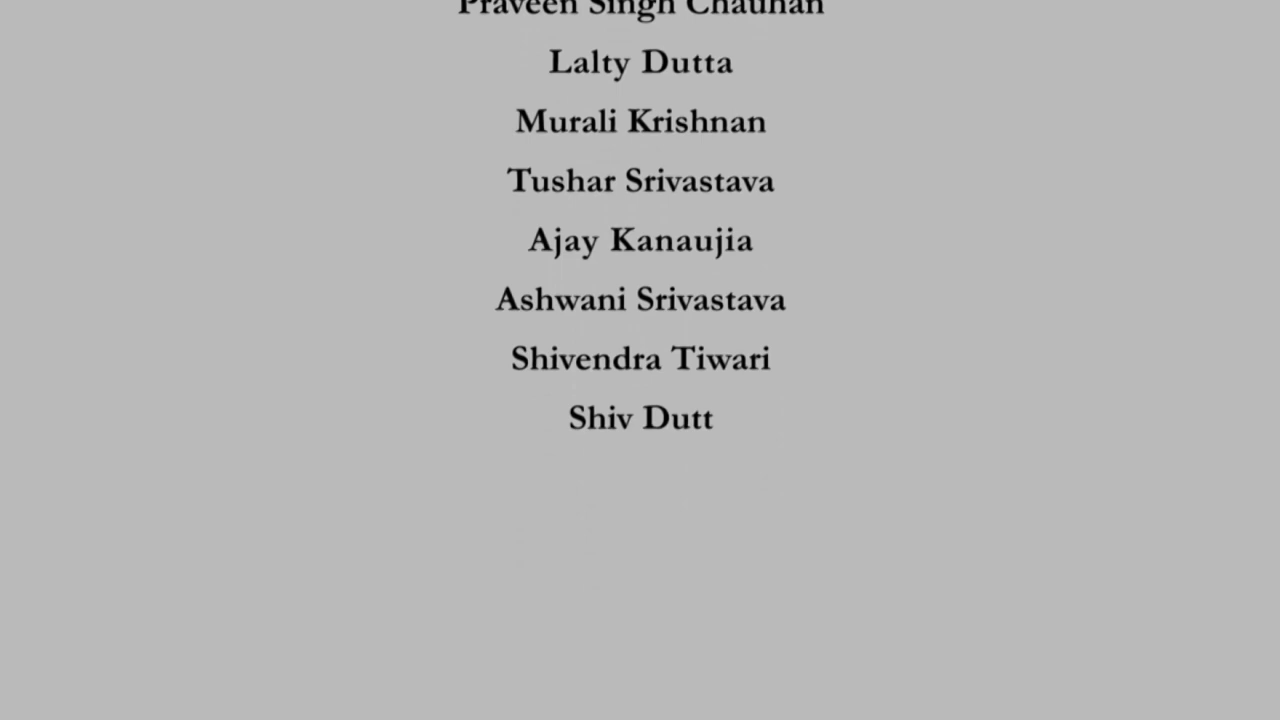 Praveen Singh Chauhan
Lalty Dutta
Murali Krishnan
Tushar Srivastava
Ajay Kanaujia
Ashwani Srivastava
Shivendra Tiwari
Shiv Dutt